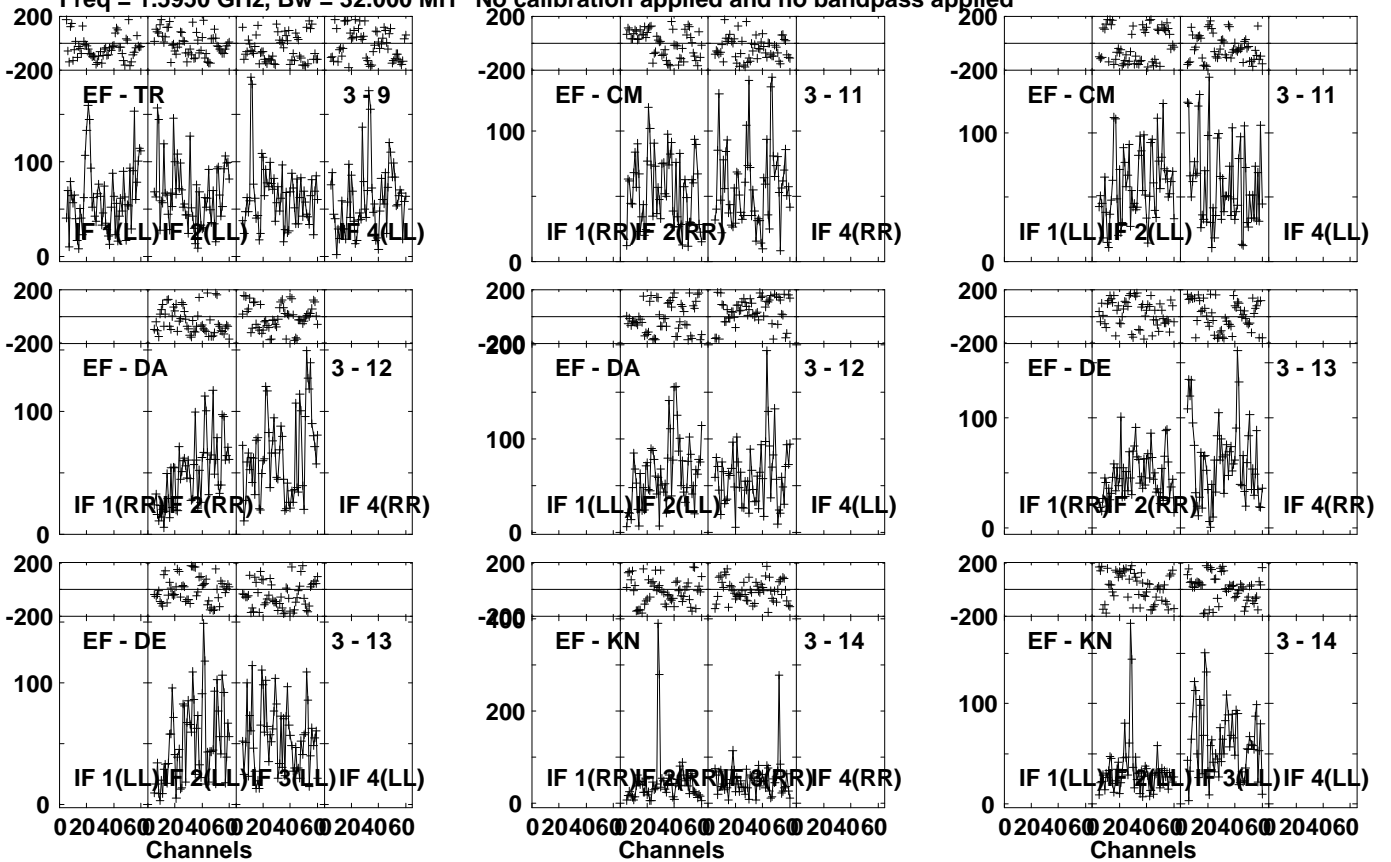 Freq = 1.5950 GHz, Bw = 32.000 MH No calibration applied and no bandpass applied
200 200 200
-200 -200 -200
EF - TR 3 - 9 EF - CM 3 - 11 EF - CM 3 - 11
100 100 100
IF 1(LL) IF 2(LL) IF 4(LL) IF 1(RR) IF 2(RR) IF 4(RR) IF 1(LL) IF 2(LL) IF 4(LL)
0 0 0
200 200 200
-200 -200 200 -200
EF - DA 3 - 12 EF - DA 3 - 12 EF - DE 3 - 13
100 100 100
IF 1(RR) IF 2(RR) IF 4(RR) IF 1(LL) IF 2(LL) IF 4(LL) IF 1(RR) IF 2(RR) IF 4(RR)
0 0 0
200 200 200
-200 -200 400 -200
EF - DE 3 - 13 EF - KN 3 - 14 EF - KN 3 - 14
100 200 100
IF 1(LL) IF 2(LL) IF 3(LL) IF 4(LL) IF 1(RR) IF 2(RR) IF 3(RR) IF 4(RR) IF 1(LL) IF 2(LL) IF 3(LL) IF 4(LL)
0 0 0
0 20 40 60 0 20 40 60 0 20 40 60 0 20 40 60 0 20 40 60 0 20 40 60 0 20 40 60 0 20 40 60 0 20 40 60 0 20 40 60 0 20 40 60 0 20 40 60
Channels Channels Channels